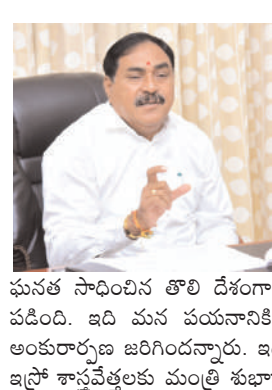 ఘనత సాధించిన తొలి దేశంగా
పడింది. ఇది మన పయనానికి
అంకురార్పణ జరిగిందన్నారు.
ఇస్రో శాస్త్రవేత్తలకు మంత్రి శుభా